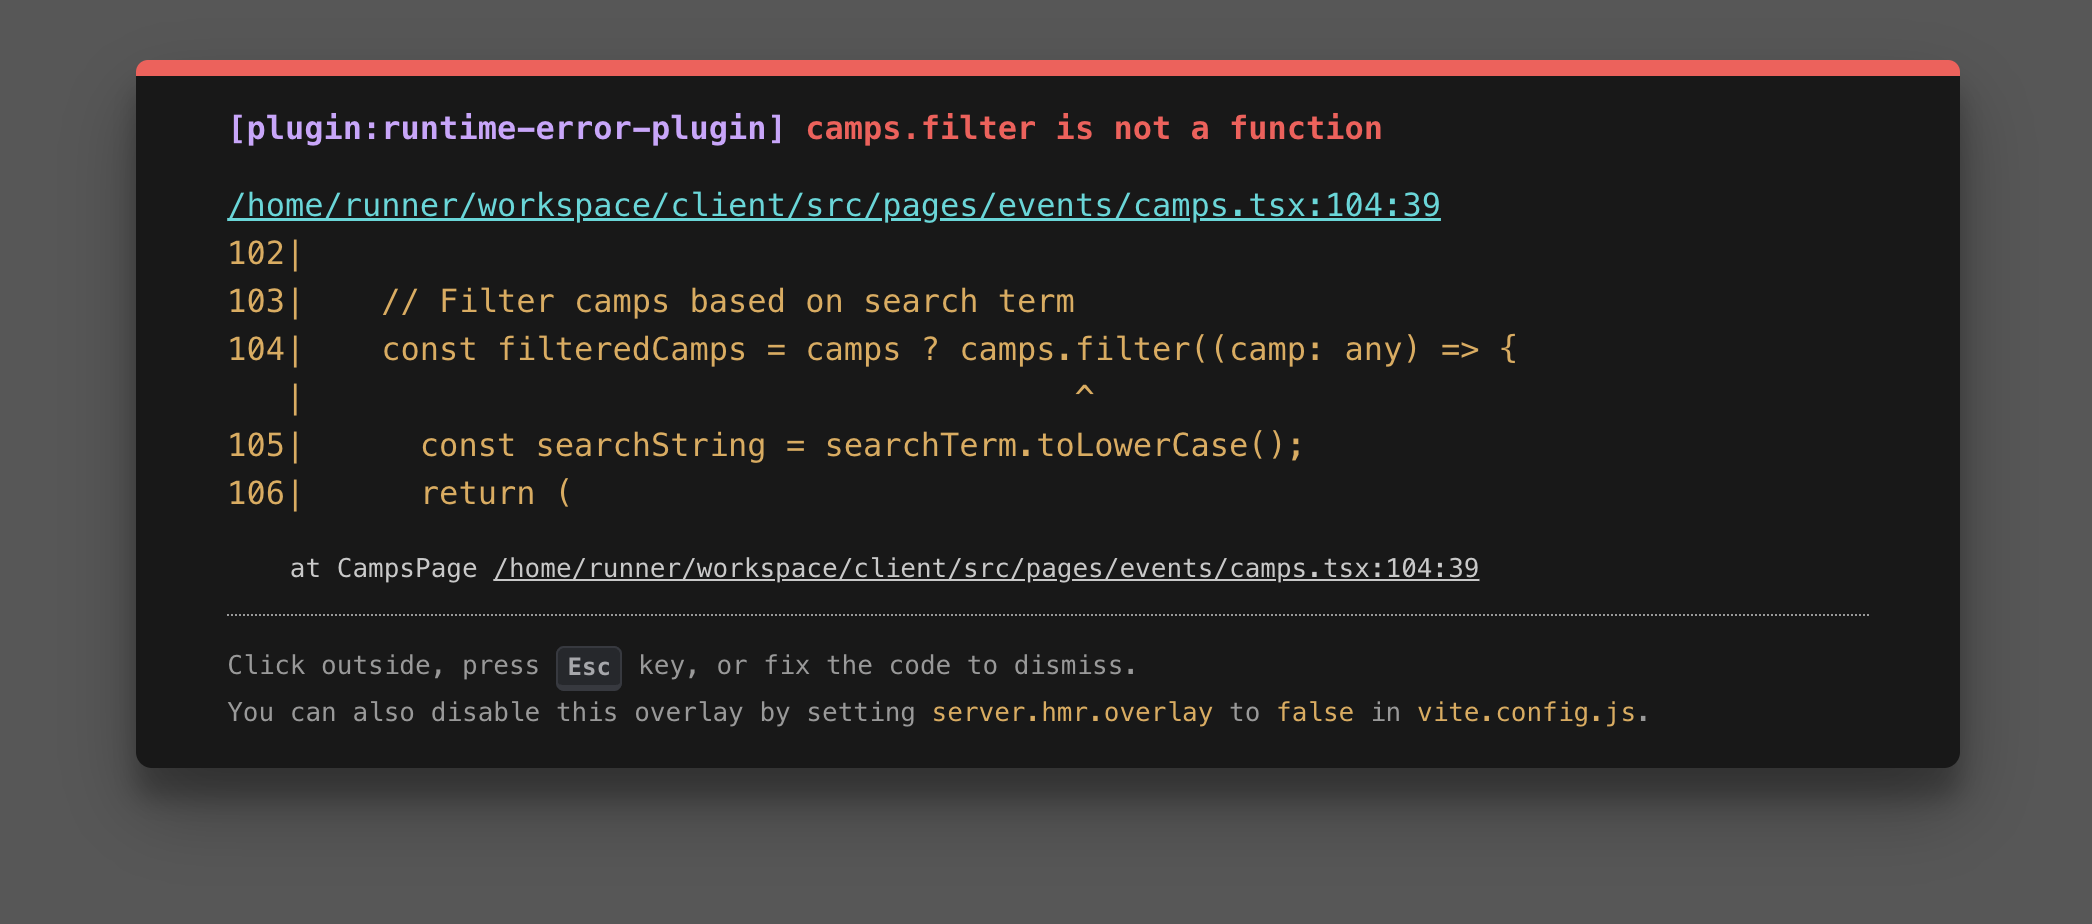 [plugin:runtime-error-plugin] camps.filter is not a function
/home/runner/workspace/client/src/pages/events/camps.tsx:104:39
102|
103|    // Filter camps based on search term
104|    const filteredCamps = camps ? camps.filter((camp: any) => {
   |                                        ^
105|      const searchString = searchTerm.toLowerCase();
106|      return (
    at CampsPage /home/runner/workspace/client/src/pages/events/camps.tsx:104:39
Click outside, press Esc key, or fix the code to dismiss.
You can also disable this overlay by setting server.hmr.overlay to false in vite.config.js.